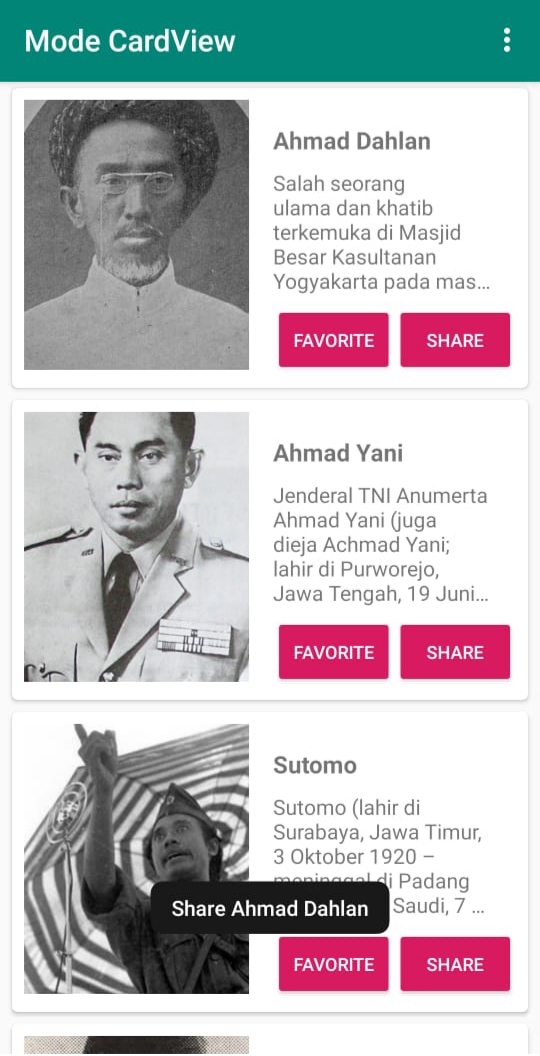 Mode CardView
Ahmad Dahlan
Salah seorang
ulama dan khatib
terkemuka di Masjid
Besar Kasultanan
Yogyakarta pada mas...
FAVORITE SHARE
Ahmad Yani
Jenderal TNI Anumerta
Ahmad Yani (juga
dieja Achmad Yani;
lahir di Purworejo,
Jawa Tengah, 19 Juni...
FAVORITE SHARE
Sutomo
Sutomo (lahir di
Surabaya, Jawa Timur,
3 Oktober 1920 –
meninggal di Padang
Saudi, 7 ...
Share Ahmad Dahlan
FAVORITE SHARE